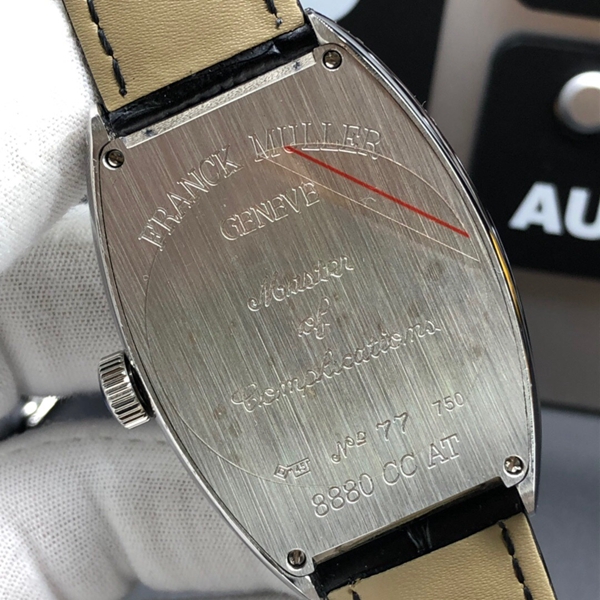 FRANCK MULLER
GENEVE
Master
of
Complications
Nº 77 750
8880 CC AT
AU